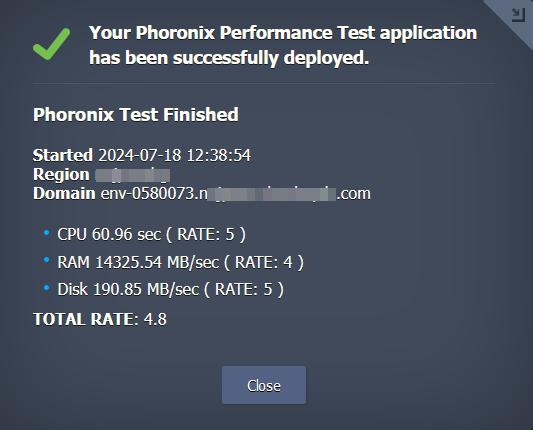 Your Phoronix Performance Test application
has been successfully deployed.
Phoronix Test Finished
Started 2024-07-18 12:38:54
Region
Domain env-0580073. .com
CPU 60.96 sec ( RATE: 5 )
RAM 14325.54 MB/sec ( RATE: 4 )
Disk 190.85 MB/sec ( RATE: 5 )
TOTAL RATE: 4.8
Close